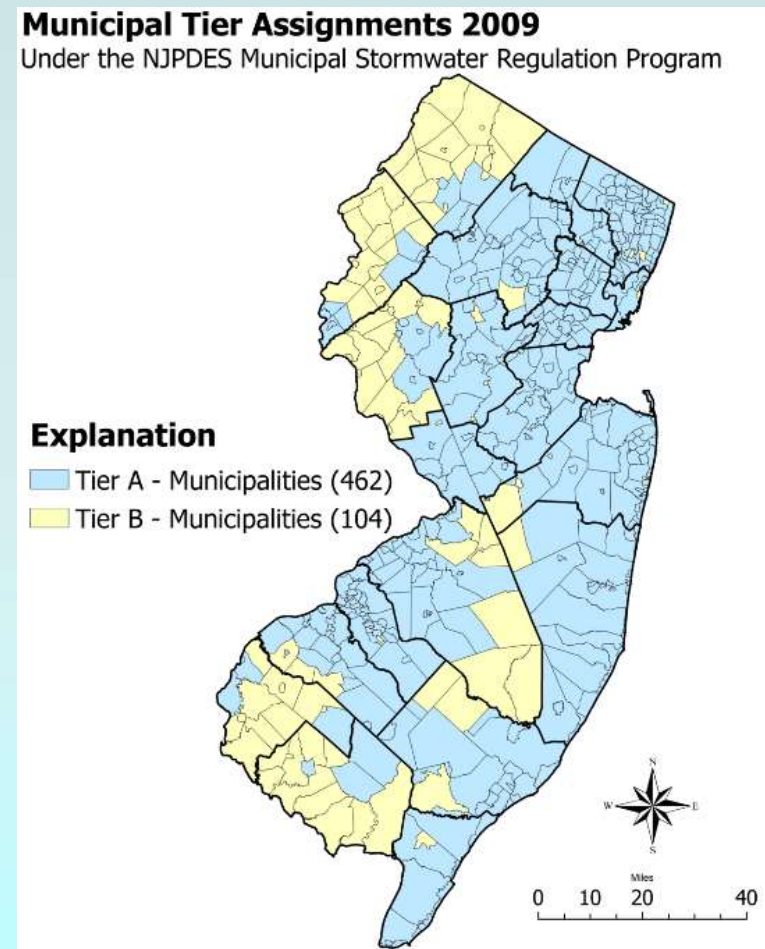 Municipal Tier Assignments 2009
Under the NJPDES Municipal Stormwater Regulation Program
Explanation
Tier A - Municipalities (462)
Tier B - Municipalities (104)
N
W E
S
Miles
0 10 20 40